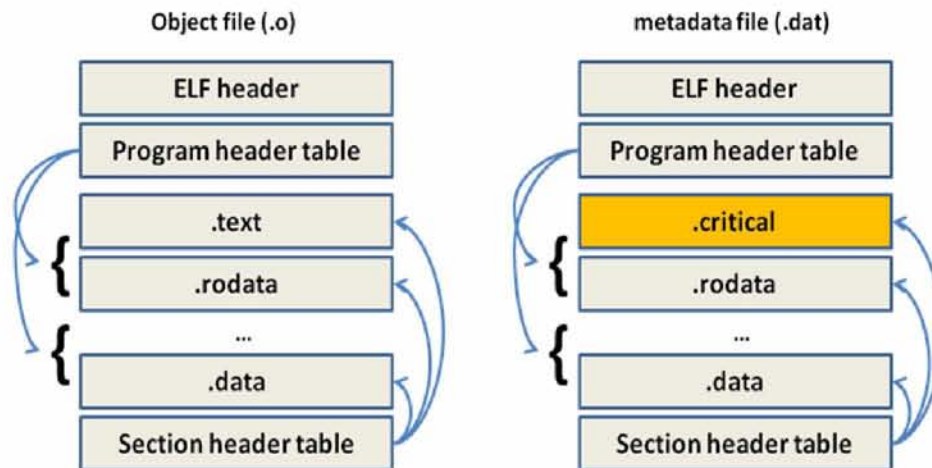 Object file (.o)
ELF header
Program header table
.text
{
.rodata
...
{
.data
Section header table
metadata file (.dat)
ELF header
Program header table
.critical
{
.rodata
...
{
.data
Section header table